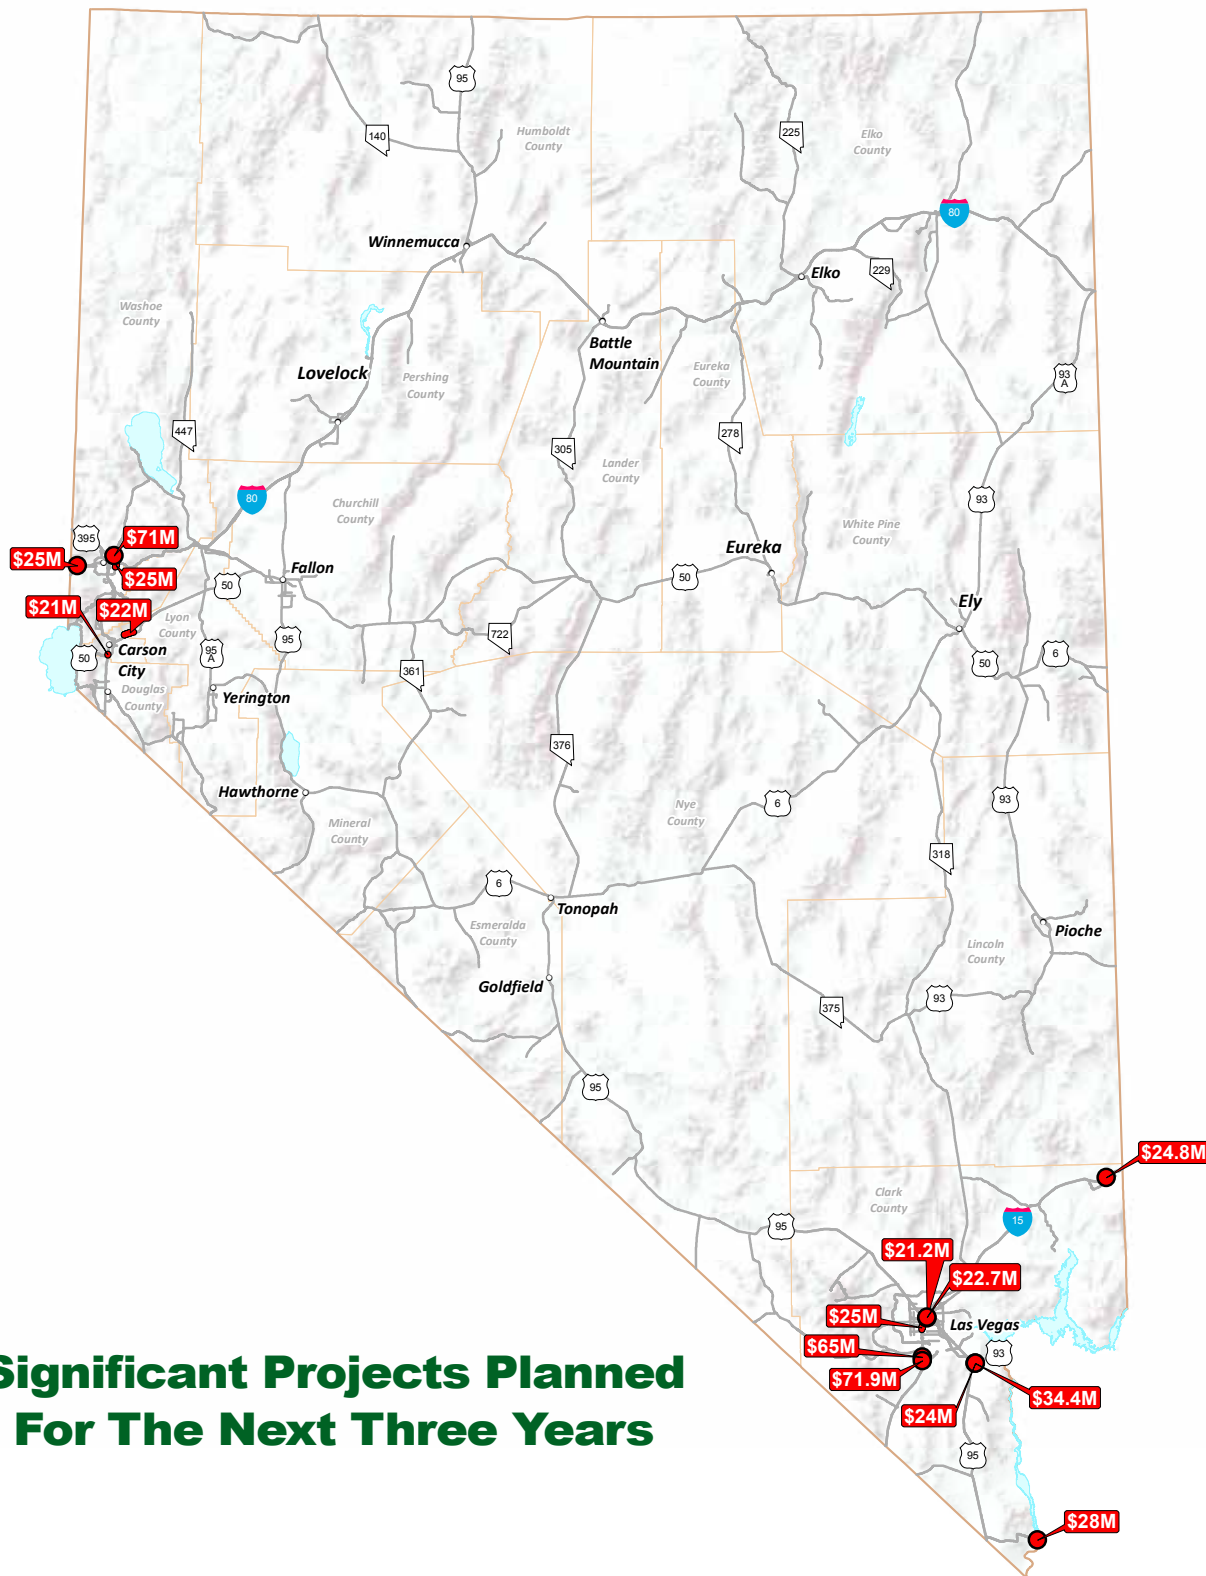 95
140
Humboldt
County
225
Elko
County
80
Winnemucca
Elko
229
Washoe
County
Battle
Mountain
Lovelock
Pershing
County
Eureka
County
93
A
447
305
278
Lander
County
80
Churchill
County
93
White Pine
County
395
$71M
$25M
$25M
Eureka
Fallon
50
50
$21M
$22M
Lyon
County
Ely
95
722
50
95
A
Carson
City
6
50
361
Douglas
County
Yerington
376
Hawthorne
Nye
County
6
93
Mineral
County
318
6
Tonopah
Esmeralda
County
Pioche
Lincoln
County
Goldfield
93
375
95
$24.8M
Clark
County
15
95
$21.2M
$22.7M
$25M
Las Vegas
$65M
93
$71.9M
$34.4M
$24M
Significant Projects Planned
For The Next Three Years
95
$28M